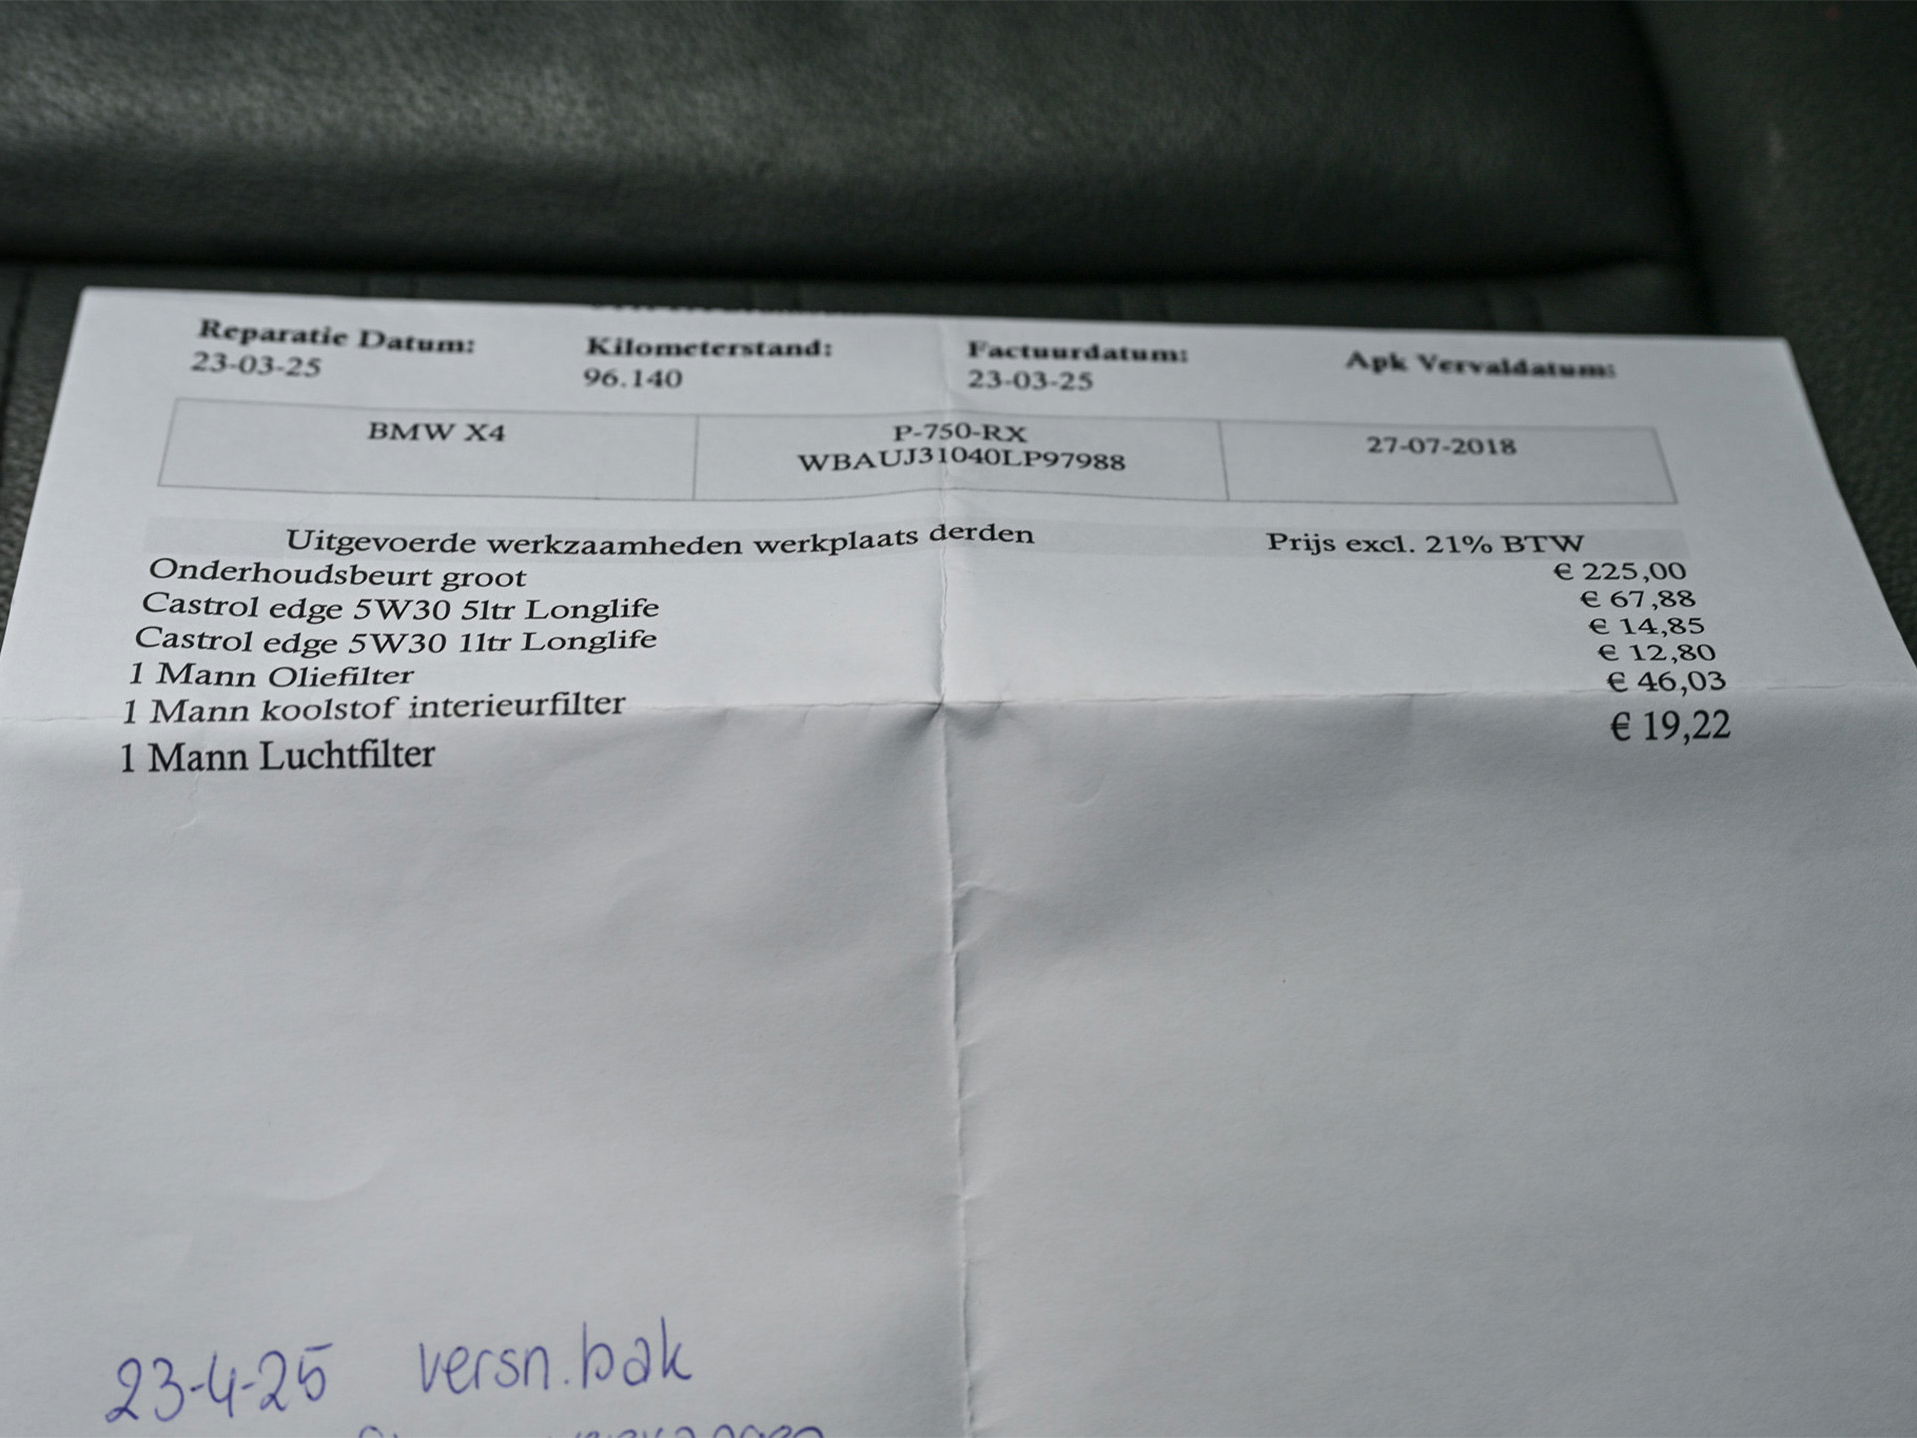 Reparatie Datum: Kilometerstand: Factuurdatum: Apk Vervaldatum:
23-03-25 96.140 23-03-25
BMW X4 P-750-RX 27-07-2018
WBAUJ31040LP97988
Uitgevoerde werkzaamheden werkplaats derden Prijs excl. 21% BTW
Onderhoudsbeurt groot € 225,00
Castrol edge 5W30 5ltr Longlife € 67,88
Castrol edge 5W30 1ltr Longlife € 14,85
1 Mann Oliefilter € 12,80
1 Mann koolstof interieurfilter € 46,03
1 Mann Luchtfilter € 19,22
23-4-25 versn.bak